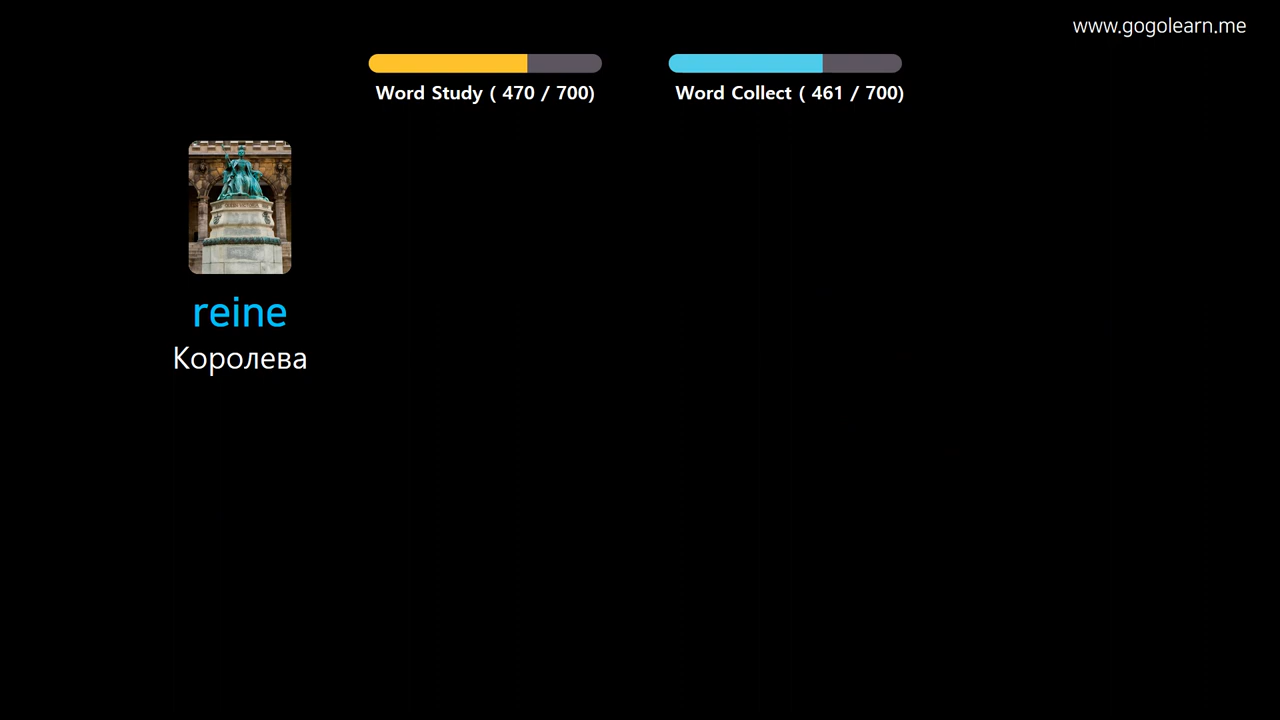 www.gogolearn.me
Word Study ( 470 / 700)
Word Collect ( 461 / 700)
reine
Королева